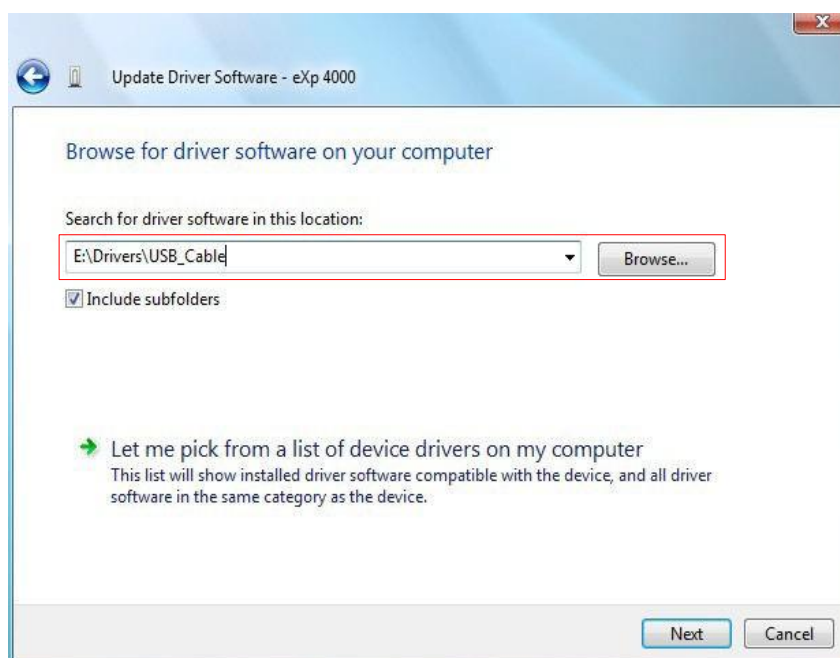 Update Driver Software - eXp 4000
Browse for driver software on your computer
Search for driver software in this location:
E:\Drivers\USB_Cable
Browse...
Include subfolders
Let me pick from a list of device drivers on my computer
This list will show installed driver software compatible with the device, and all driver
software in the same category as the device.
Next
Cancel